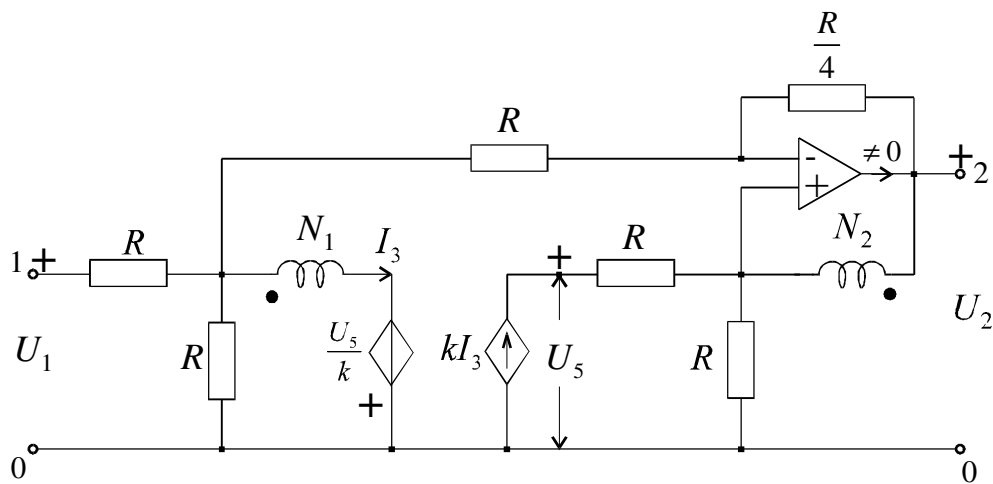 R/4
R
≠0
+
2
-
+
N₁
I₃
+
R
N₂
1
+
R
U₁
R
U₅/k
+
kI₃
U₅
R
U₂
0
0